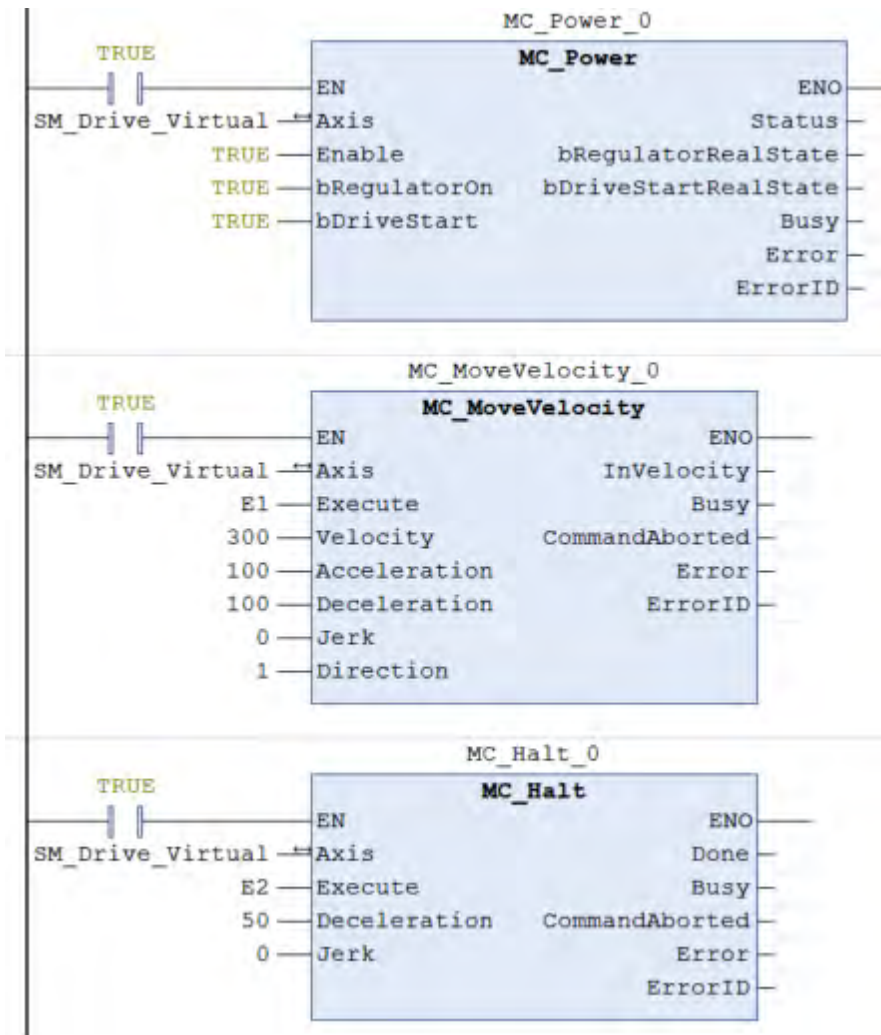 MC_Power_0
TRUE
MC_Power
EN ENO
SM_Drive_Virtual Axis Status
TRUE Enable bRegulatorRealState
TRUE bRegulatorOn bDriveStartRealState
TRUE bDriveStart Busy
Error
ErrorID
MC_MoveVelocity_0
TRUE
MC_MoveVelocity
EN ENO
SM_Drive_Virtual Axis InVelocity
E1 Execute Busy
300 Velocity CommandAborted
100 Acceleration Error
100 Deceleration ErrorID
0 Jerk
1 Direction
MC_Halt_0
TRUE
MC_Halt
EN ENO
SM_Drive_Virtual Axis Done
E2 Execute Busy
50 Deceleration CommandAborted
0 Jerk Error
ErrorID